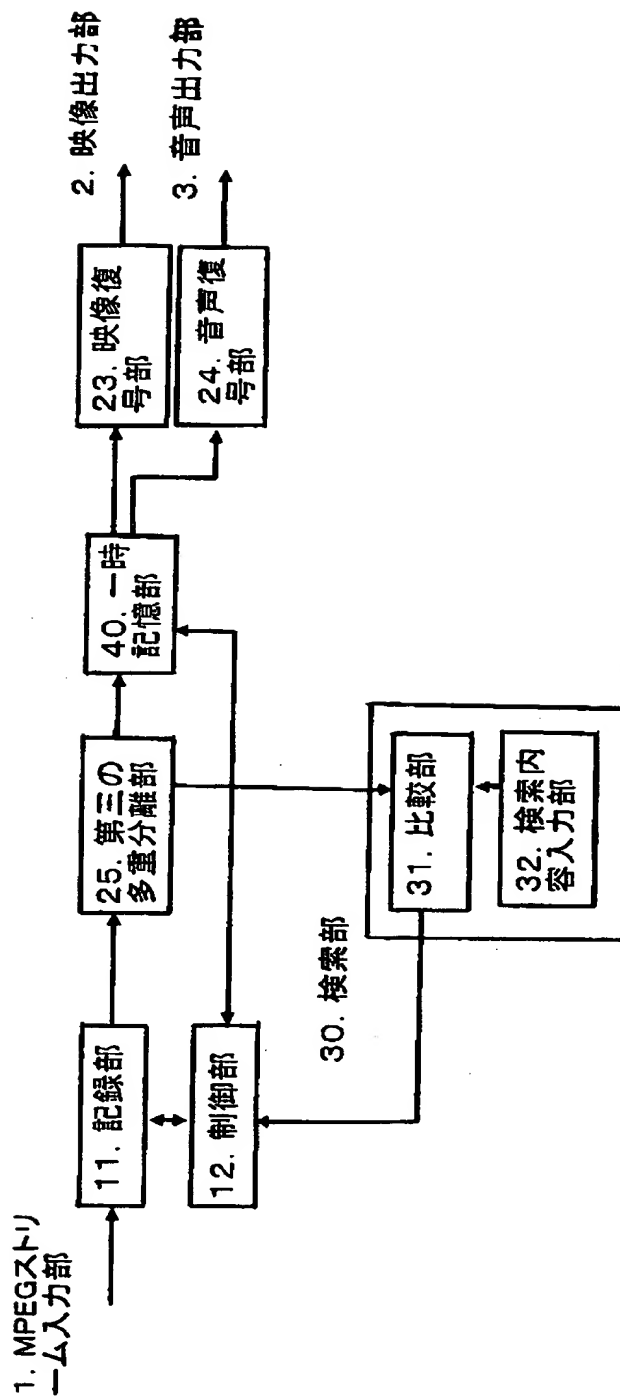 1. MPEGストリ
ーム入力部
11. 記録部
12. 制御部
25. 第三の
多重分離部
40. 一時
記憶部
23. 映像復
号部
24. 音声復
号部
2. 映像出力部
3. 音声出力部
30. 検索部
31. 比較部
32. 検索内
容入力部